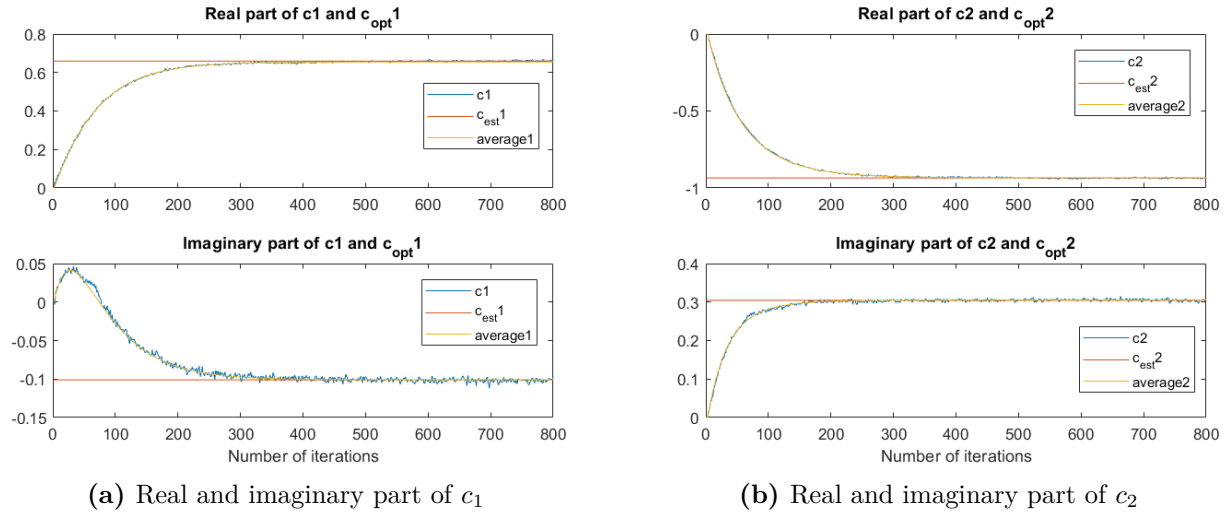 Real part of c1 and c_opt1
0.8
0.6
0.4
0.2
0
c1
c_est1
average1
0 100 200 300 400 500 600 700 800
Imaginary part of c1 and c_opt1
0.05
0
-0.05
-0.1
-0.15
c1
c_est1
average1
0 100 200 300 400 500 600 700 800
Number of iterations
(a) Real and imaginary part of c₁
Real part of c2 and c_opt2
0
-0.5
-1
c2
c_est2
average2
0 100 200 300 400 500 600 700 800
Imaginary part of c2 and c_opt2
0.4
0.3
0.2
0.1
0
c2
c_est2
average2
0 100 200 300 400 500 600 700 800
Number of iterations
(b) Real and imaginary part of c₂